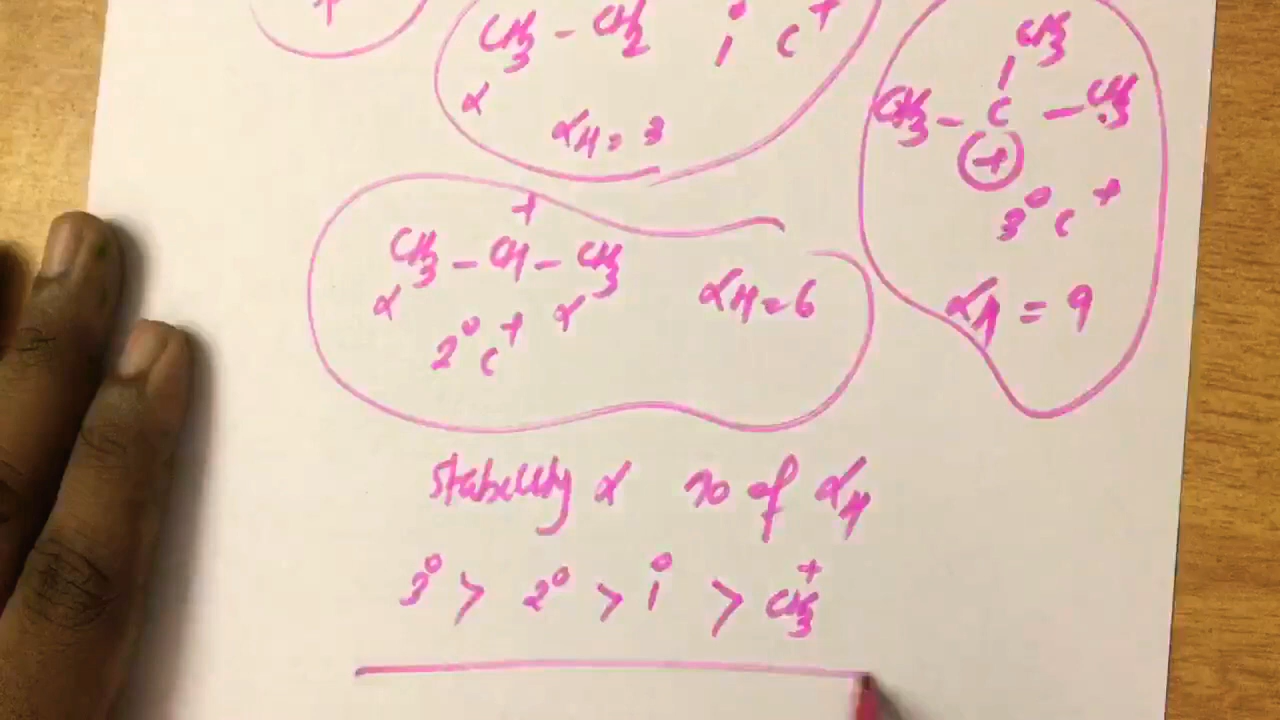 +
CH3 - CH2 1° C+
α
αH = 3
CH3
|
CH3 - C - CH3
+
3° C+
αH = 9
+
CH3 - CH - CH3 αH = 6
α α
2° C+
stability α no of αH
3° > 2° > 1° > CH3+